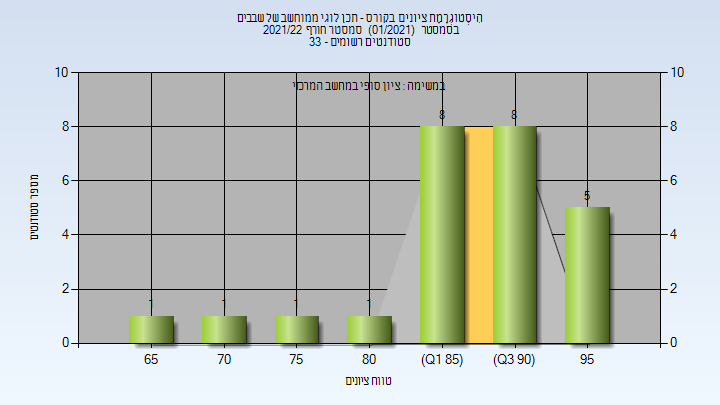 היסטוגרמת ציונים בקורס - תכן לוגי ממוחשב של שבבים
בסמסטר (01/2021) סמסטר חורף 2021/22
סטודנטים רשומים - 33
במשימה : ציון סופי במחשב המרכזי
10 10
8 8
8 8
6 6
5
4 4
2 2
1 1 1 1
0 0
65 70 75 80 (Q1 85) (Q3 90) 95
מספר סטודנטים
טווח ציונים